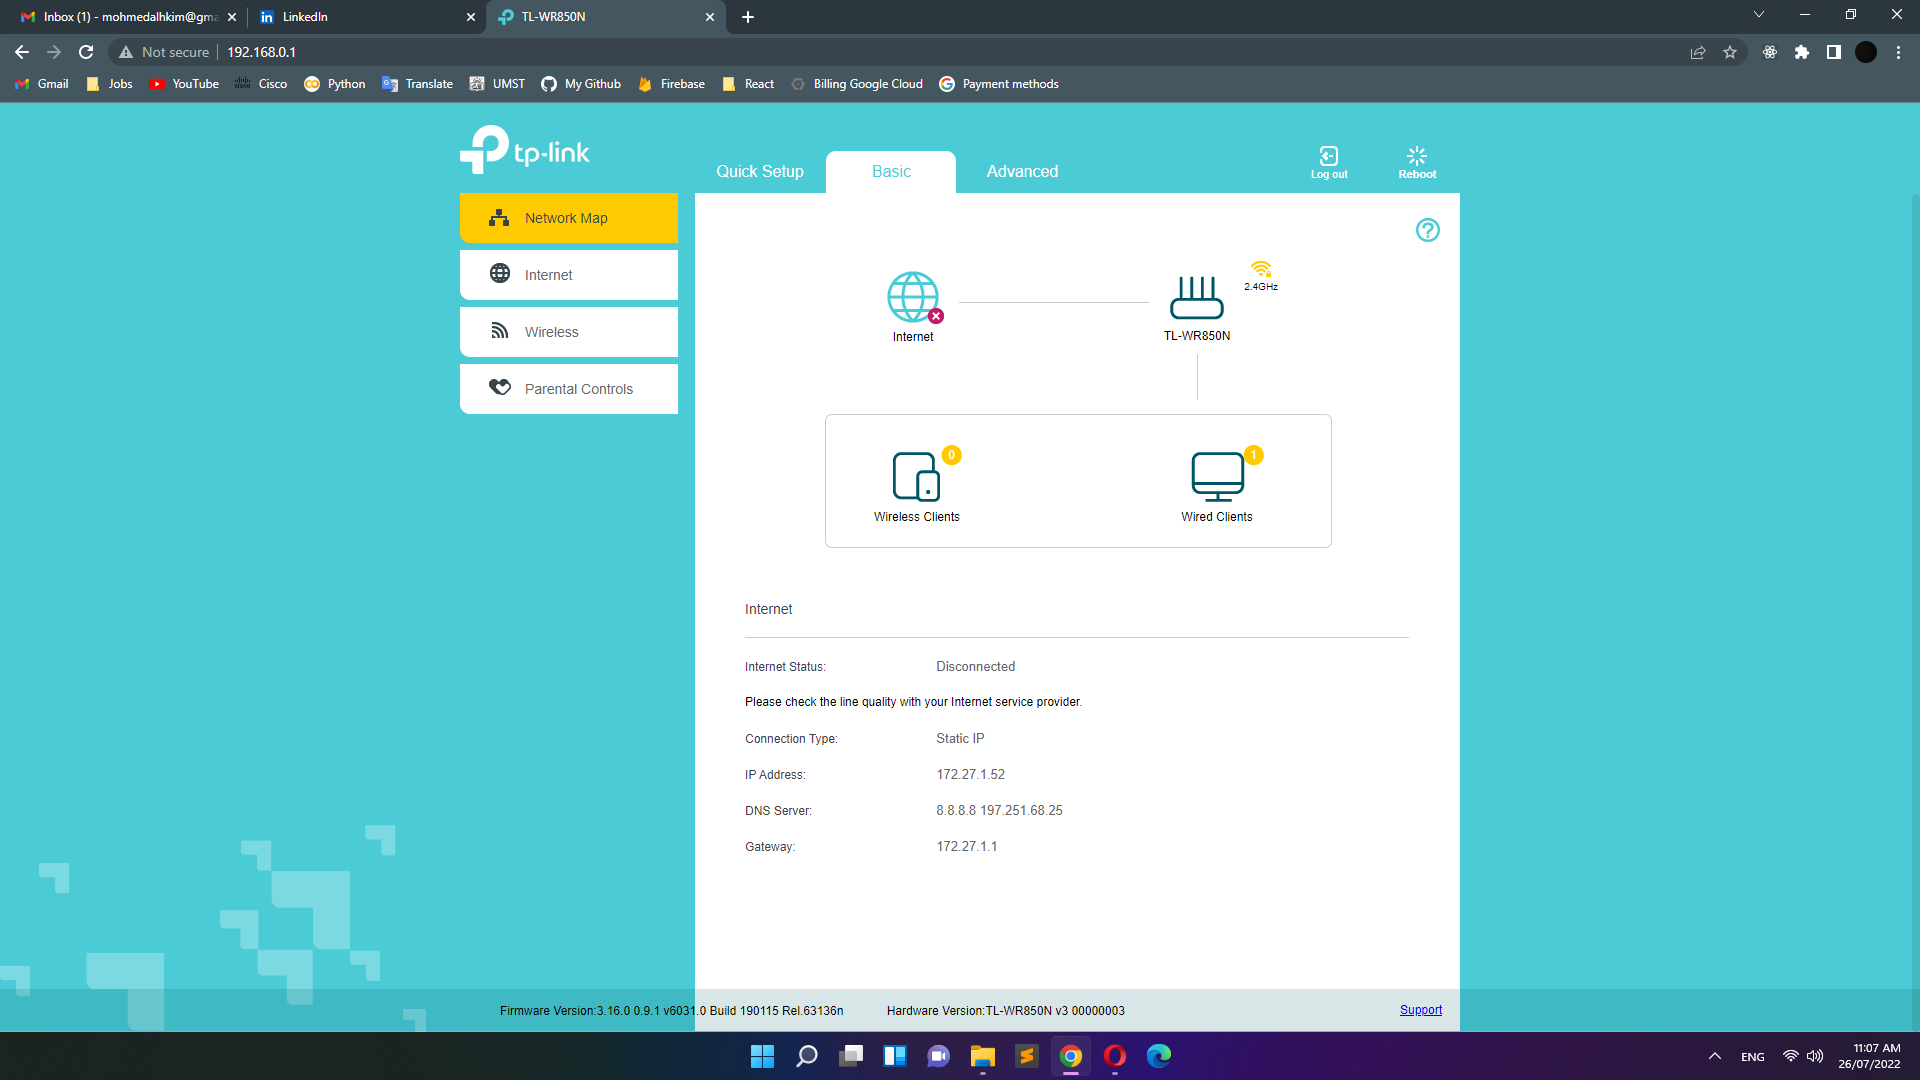 Inbox (1) - mohmedalhkim@gma
LinkedIn
TL-WR850N
Not secure
192.168.0.1
Gmail
Jobs
YouTube
Cisco
Python
Translate
UMST
My Github
Firebase
React
Billing Google Cloud
Payment methods
tp-link
Quick Setup
Basic
Advanced
Log out
Reboot
Network Map
Internet
Wireless
Parental Controls
Internet
2.4GHz
TL-WR850N
0
Wireless Clients
1
Wired Clients
Internet
Internet Status: Disconnected
Please check the line quality with your Internet service provider.
Connection Type: Static IP
IP Address: 172.27.1.52
DNS Server: 8.8.8.8 197.251.68.25
Gateway: 172.27.1.1
Firmware Version:3.16.0 0.9.1 v6031.0 Build 190115 Rel.63136n
Hardware Version:TL-WR850N v3 00000003
Support
ENG
11:07 AM
26/07/2022